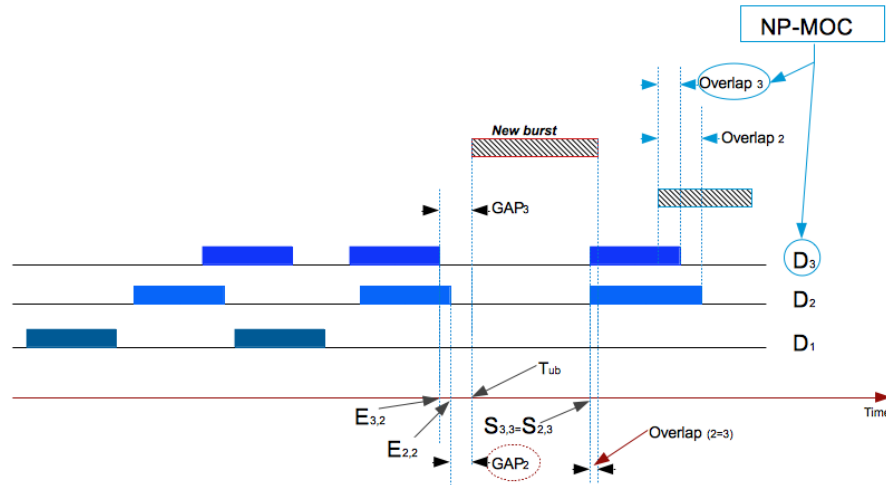 NP-MOC
Overlap 3
New burst
Overlap 2
GAP3
D3
D2
D1
Tub
Time
E3,2
S3,3=S2,3
E2,2
Overlap (2=3)
GAP2